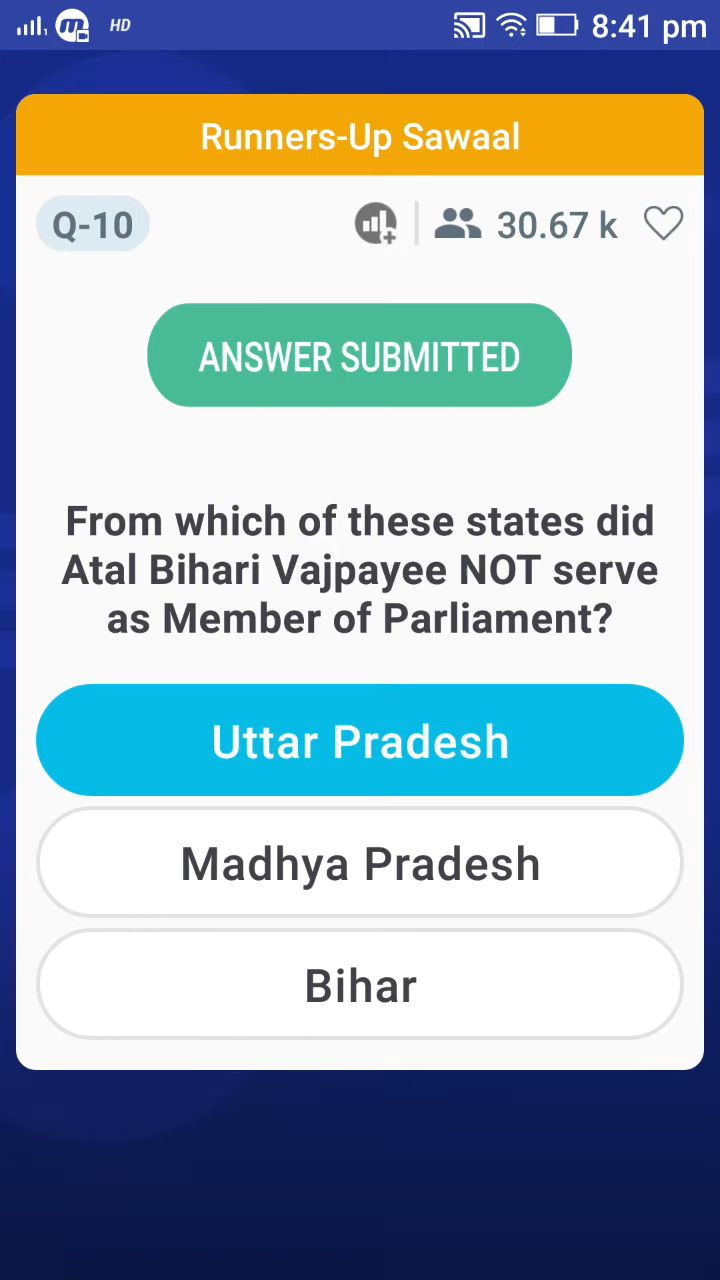 HD 8:41 pm
Runners-Up Sawaal
Q-10 30.67 k
ANSWER SUBMITTED
From which of these states did
Atal Bihari Vajpayee NOT serve
as Member of Parliament?
Uttar Pradesh
Madhya Pradesh
Bihar